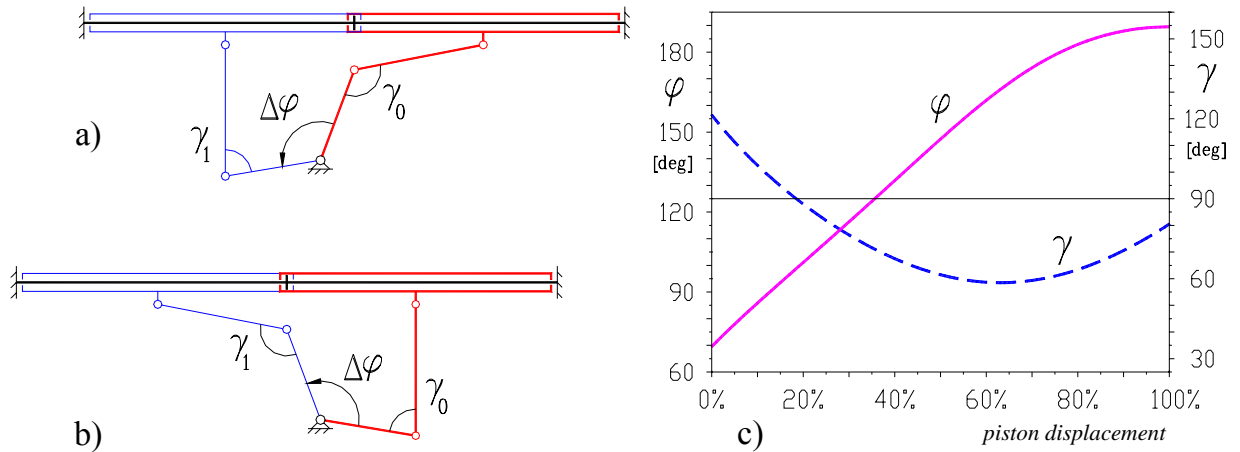 a)
γ₁
Δφ
γ₀
b)
γ₁
Δφ
γ₀
φ
[deg]
180
150
120
90
60
φ
γ
γ
[deg]
150
120
90
60
30
0% 20% 40% 60% 80% 100%
c)
piston displacement